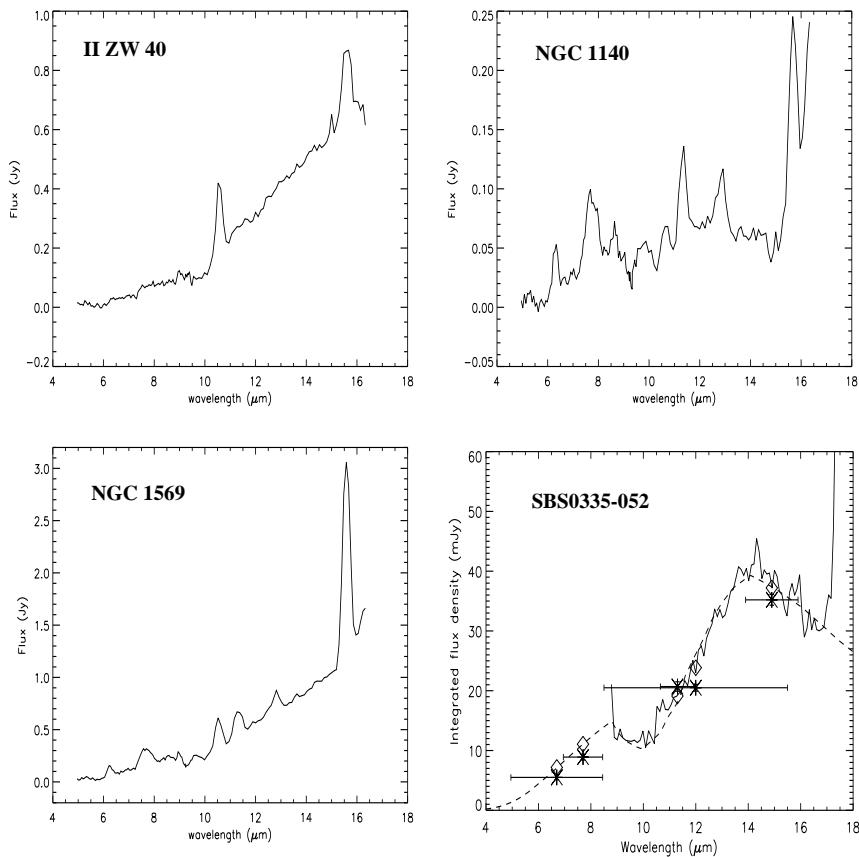 II ZW 40
1.0
0.8
0.6
0.4
0.2
0.0
−0.2
Flux (Jy)
4 6 8 10 12 14 16 18
wavelength (μm)
NGC 1140
0.25
0.20
0.15
0.10
0.05
0.00
−0.05
Flux (Jy)
4 6 8 10 12 14 16 18
wavelength (μm)
NGC 1569
3.0
2.5
2.0
1.5
1.0
0.5
0.0
Flux (Jy)
4 6 8 10 12 14 16 18
wavelength (μm)
SBS0335-052
60
50
40
30
20
10
0
Integrated flux density (mJy)
4 6 8 10 12 14 16 18
Wavelength (μm)